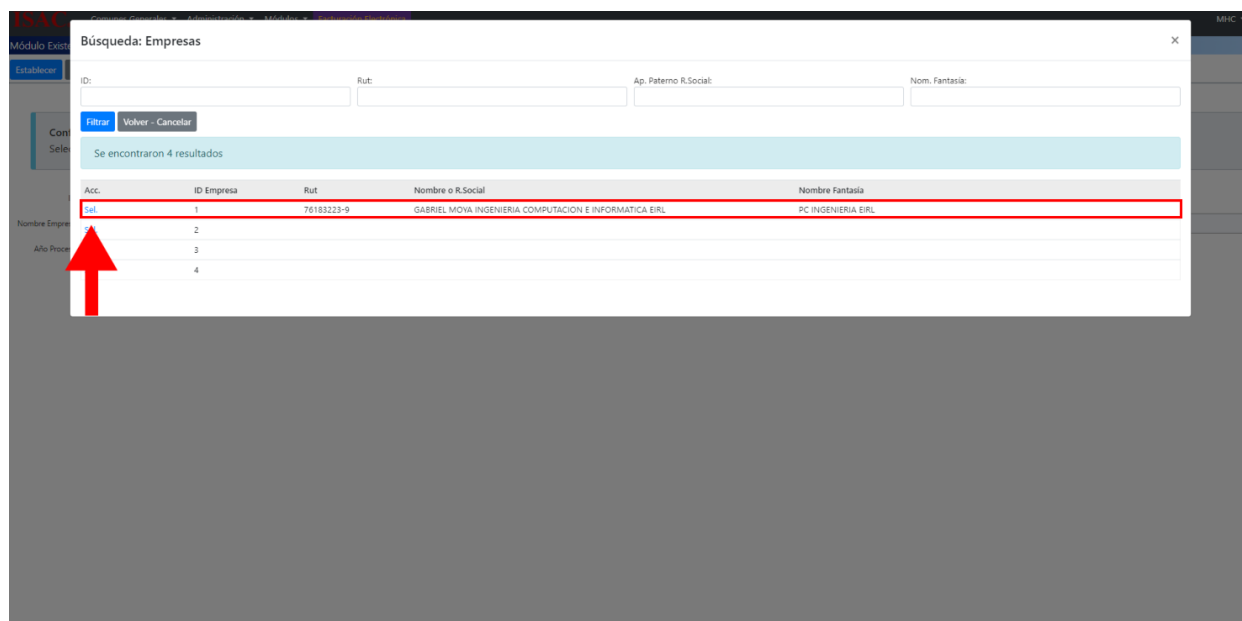 ISAC Comunes Generales Administración Módulos Facturación Electrónica MHC
Módulo Existe
Búsqueda: Empresas ×
Establecer
ID: Rut: Ap. Paterno R.Social: Nom. Fantasía:
Filtrar Volver - Cancelar
Se encontraron 4 resultados
Acc. ID Empresa Rut Nombre o R.Social Nombre Fantasía
Sel. 1 76183223-9 GABRIEL MOYA INGENIERIA COMPUTACION E INFORMATICA EIRL PC INGENIERIA EIRL
2
3
4
Nombre Empre
Año Proce